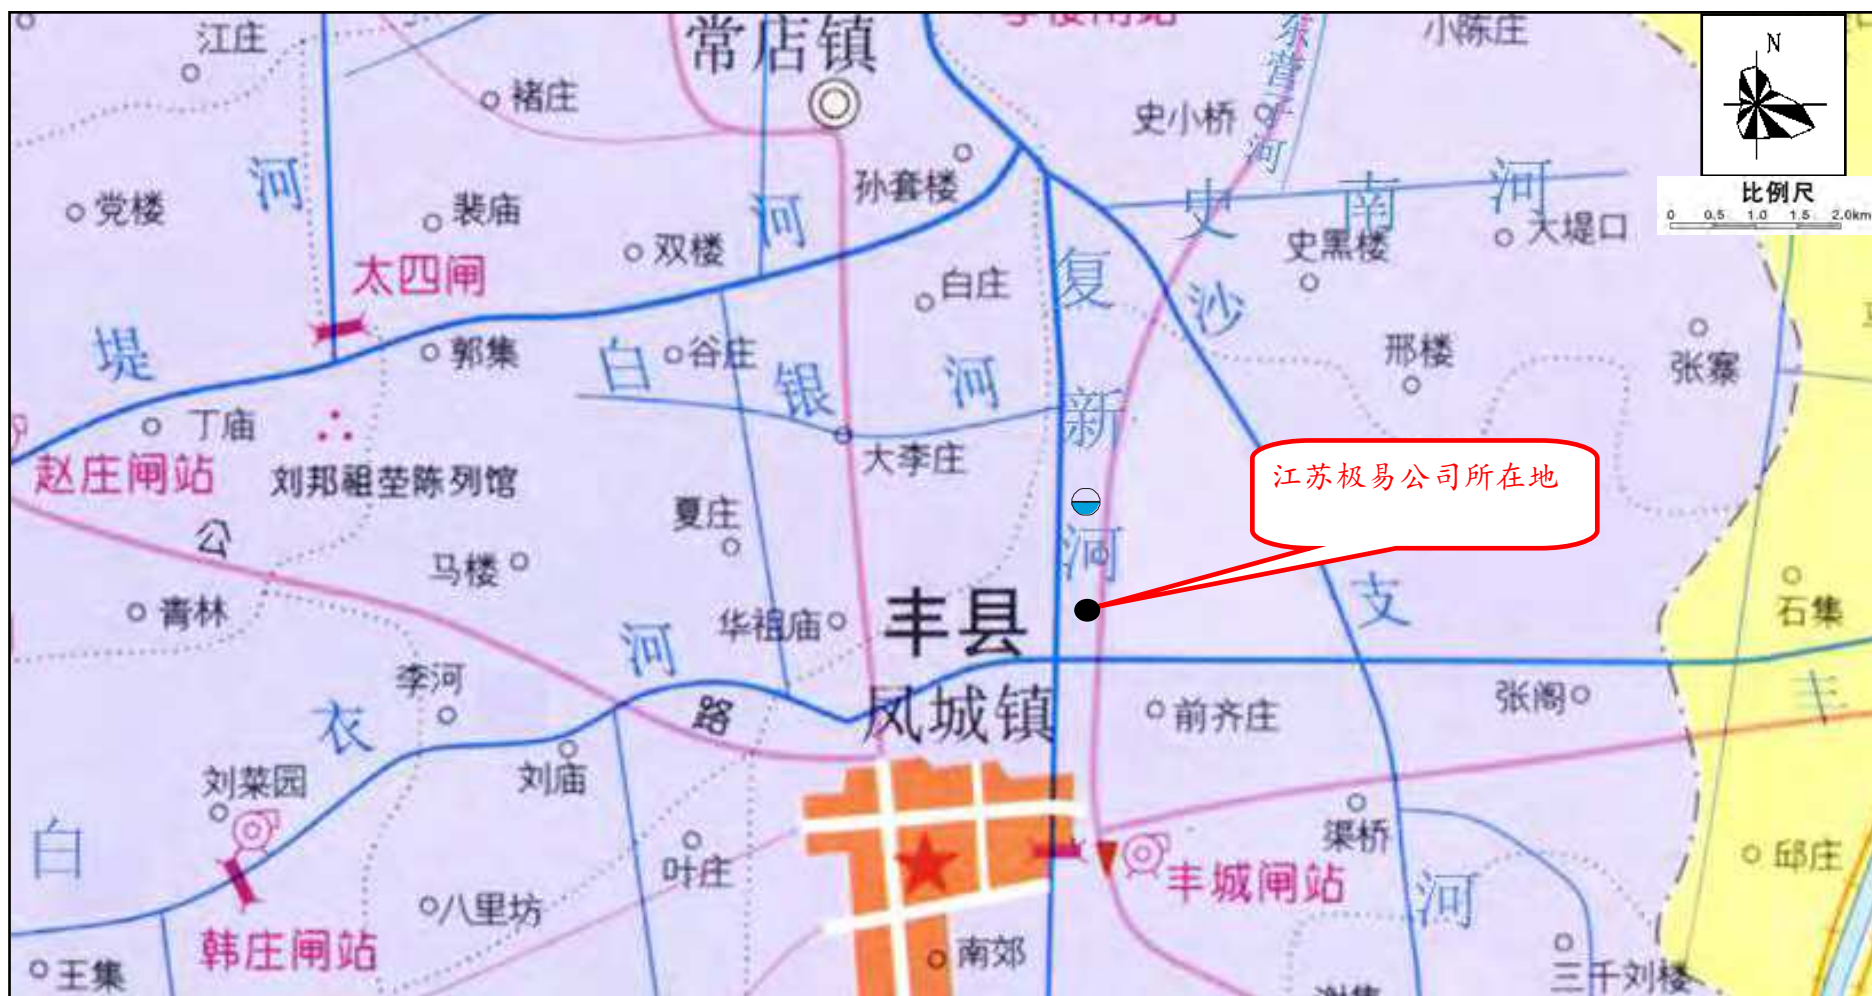 江庄
常店镇
小陈庄
N
褚庄
史小桥
河
比例尺
0 0.5 1.0 1.5 2.0km
党楼
河
裴庙
河
孙套楼
史南河
大堤口
双楼
史黑楼
太四闸
白庄
复新河
沙支河
堤
郭集
谷庄
白银河
邢楼
张寨
丁庙
大李庄
赵庄闸站
刘邦祖茔陈列馆
江苏极易公司所在地
夏庄
公路
马楼
青林
华祖庙
丰县
石集
河
李河
凤城镇
前齐庄
张阁
丰
衣
刘菜园
刘庙
渠桥
白
叶庄
丰城闸站
邱庄
八里坊
韩庄闸站
南郊
王集
三千刘楼